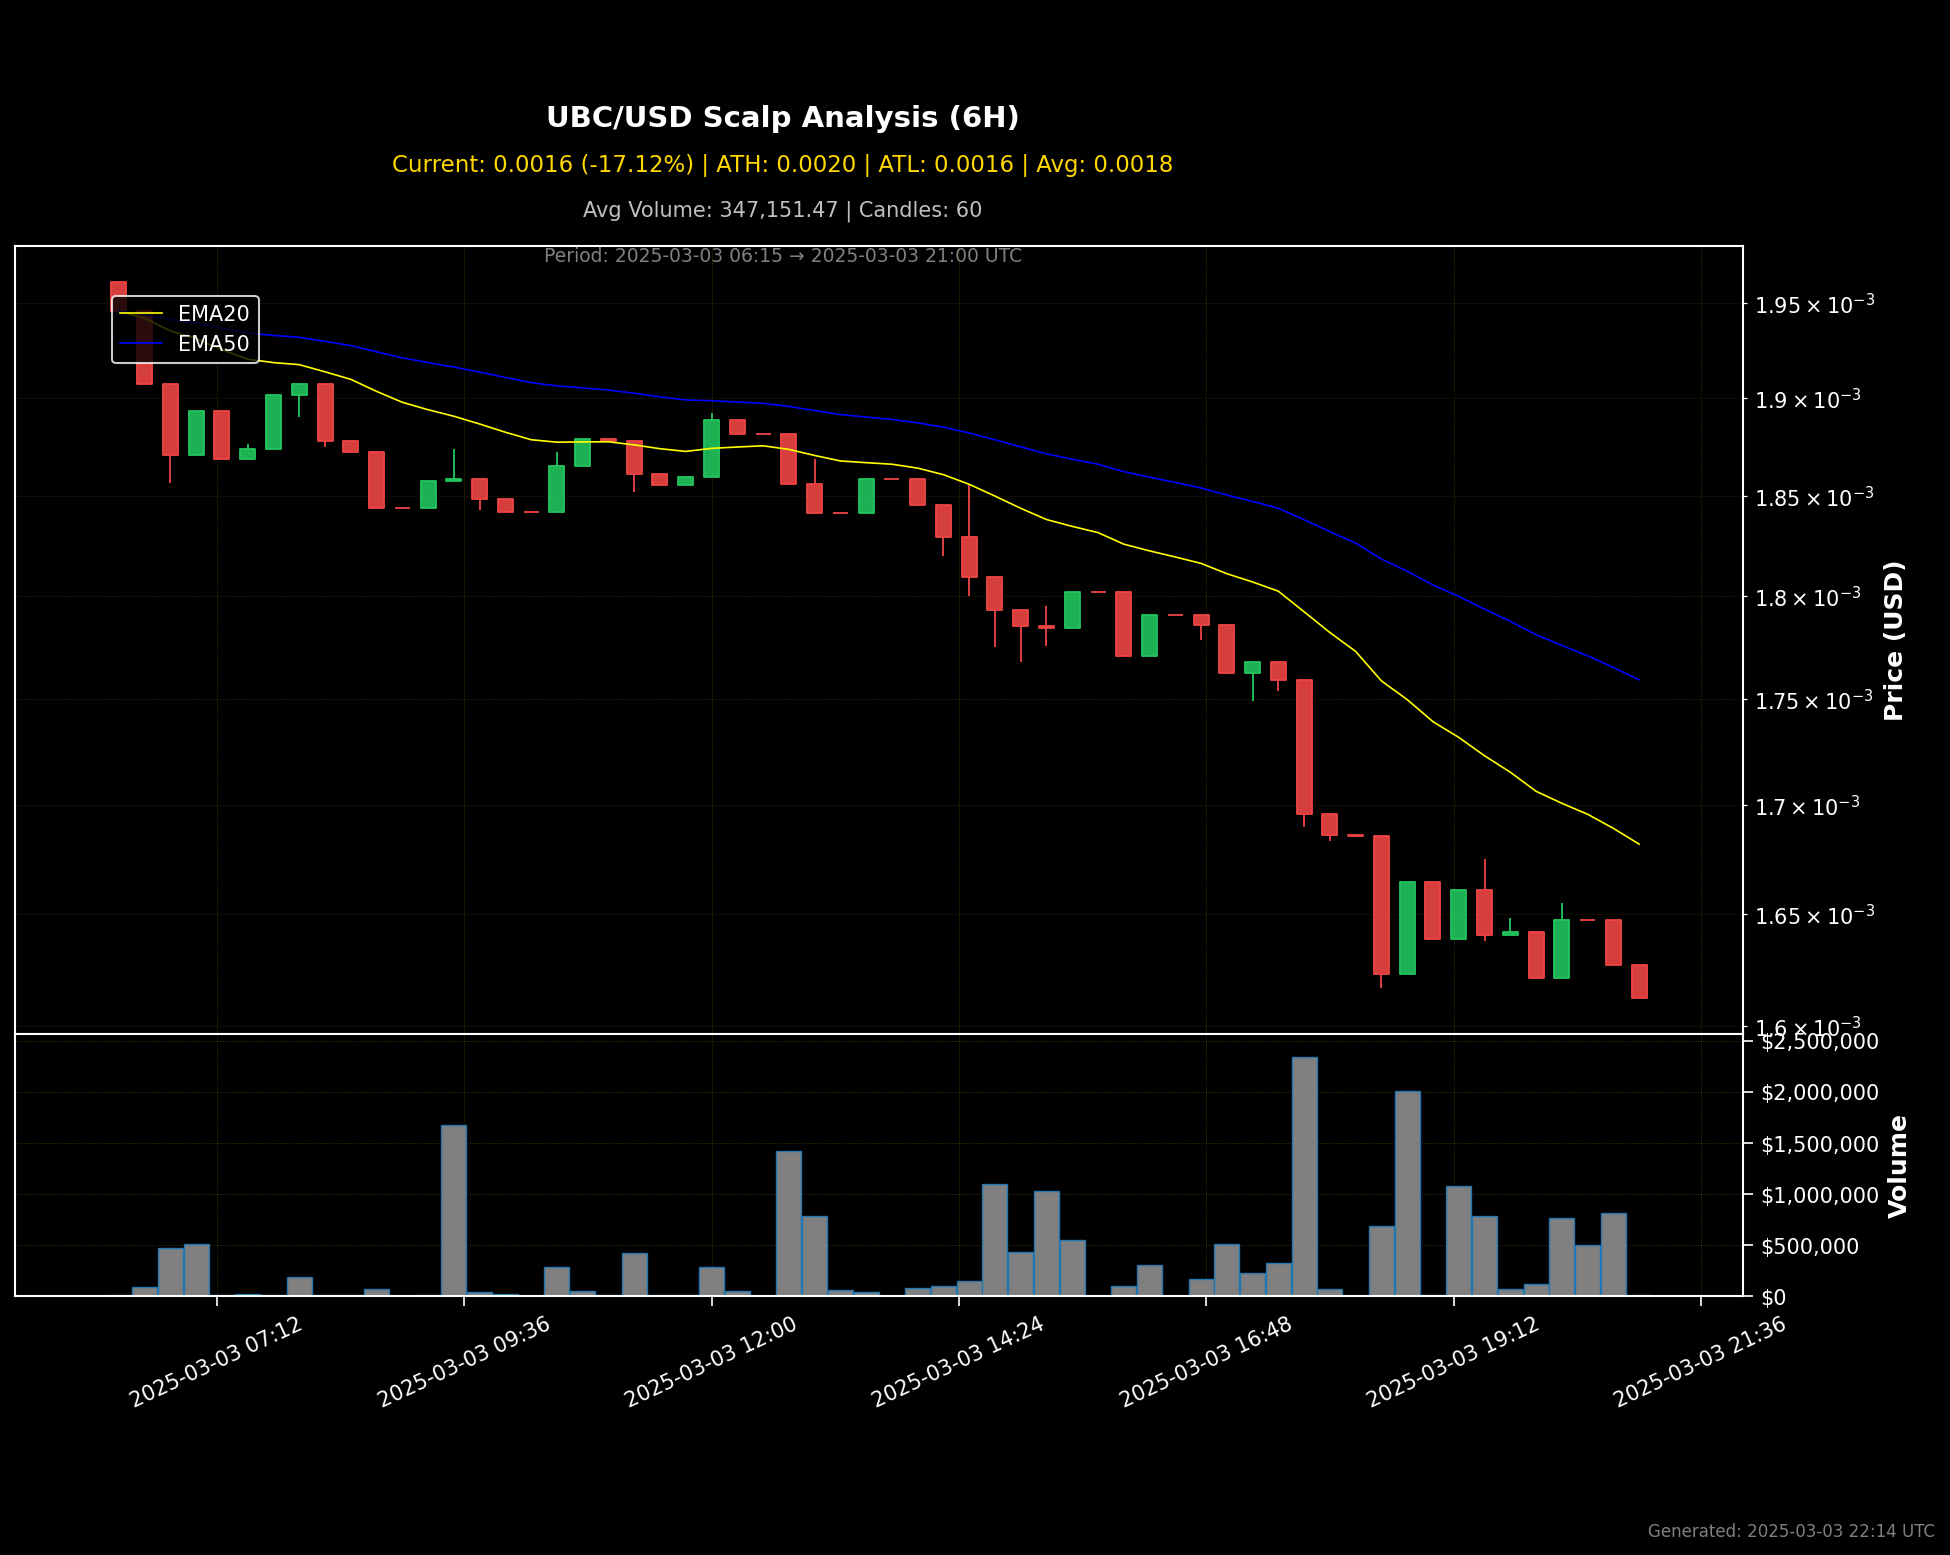 UBC/USD Scalp Analysis (6H)
Current: 0.0016 (-17.12%) | ATH: 0.0020 | ATL: 0.0016 | Avg: 0.0018
Avg Volume: 347,151.47 | Candles: 60
Period: 2025-03-03 06:15 → 2025-03-03 21:00 UTC
EMA20
EMA50
1.95 × 10⁻³
1.9 × 10⁻³
1.85 × 10⁻³
1.8 × 10⁻³
1.75 × 10⁻³
1.7 × 10⁻³
1.65 × 10⁻³
1.6 × 10⁻³
Price (USD)
$2,500,000
$2,000,000
$1,500,000
$1,000,000
$500,000
$0
Volume
2025-03-03 07:12
2025-03-03 09:36
2025-03-03 12:00
2025-03-03 14:24
2025-03-03 16:48
2025-03-03 19:12
2025-03-03 21:36
Generated: 2025-03-03 22:14 UTC